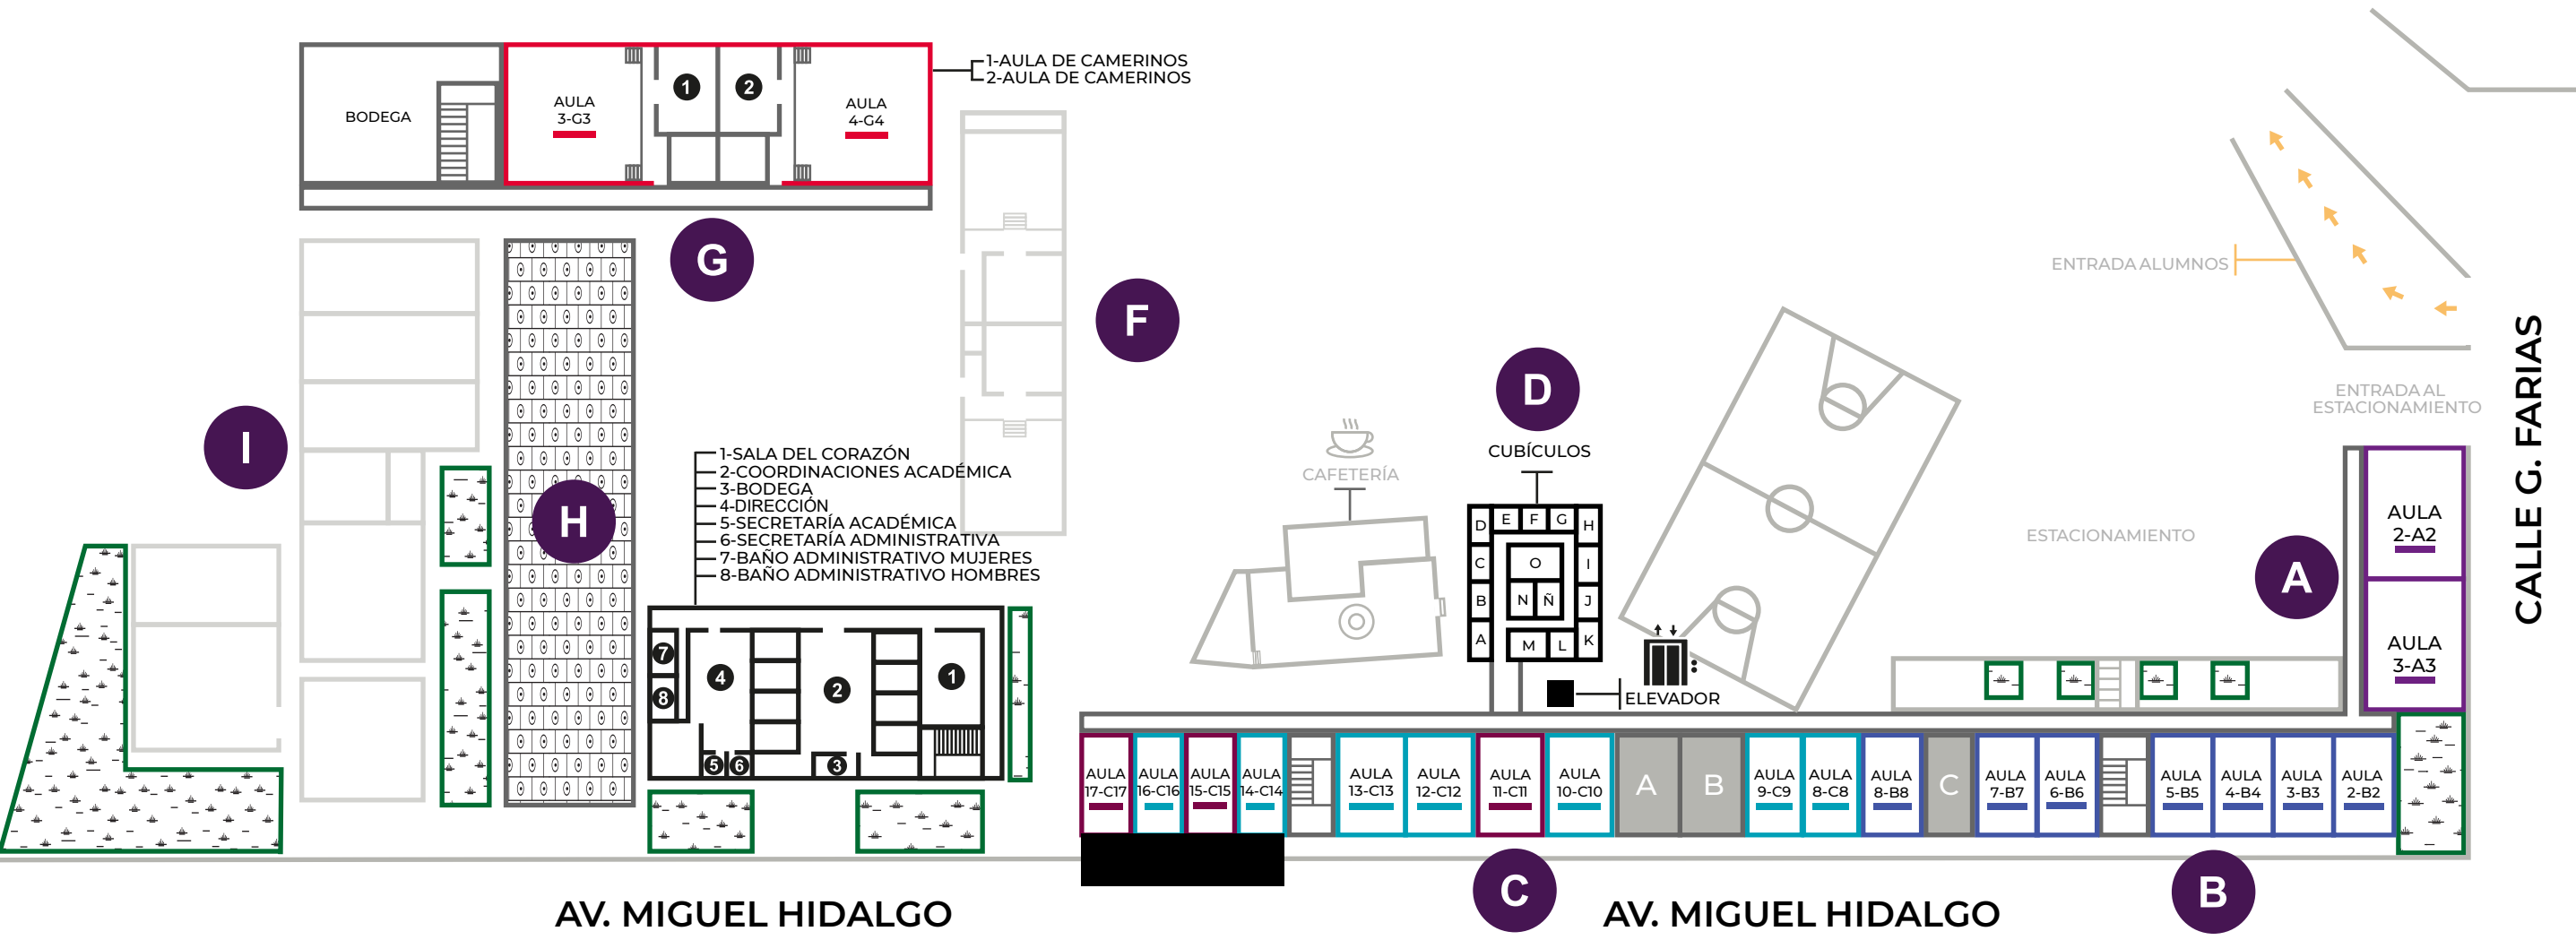 1-AULA DE CAMERINOS
2-AULA DE CAMERINOS
BODEGA
AULA
3-G3
1
2
AULA
4-G4
G
F
I
H
ENTRADA ALUMNOS
CALLE G. FARIAS
ENTRADA AL
ESTACIONAMIENTO
D
CUBÍCULOS
CAFETERÍA
1-SALA DEL CORAZÓN
2-COORDINACIONES ACADÉMICA
3-BODEGA
4-DIRECCIÓN
5-SECRETARÍA ACADÉMICA
6-SECRETARÍA ADMINISTRATIVA
7-BAÑO ADMINISTRATIVO MUJERES
8-BAÑO ADMINISTRATIVO HOMBRES
D E F G H
C O I
B N Ñ J
A M L K
ESTACIONAMIENTO
A
AULA
2-A2
AULA
3-A3
7
8
4
2
1
5
6
3
ELEVADOR
AULA
17-C17
AULA
16-C16
AULA
15-C15
AULA
14-C14
AULA
13-C13
AULA
12-C12
AULA
11-C11
AULA
10-C10
A
B
AULA
9-C9
AULA
8-C8
AULA
8-B8
C
AULA
7-B7
AULA
6-B6
AULA
5-B5
AULA
4-B4
AULA
3-B3
AULA
2-B2
C
B
AV. MIGUEL HIDALGO
AV. MIGUEL HIDALGO